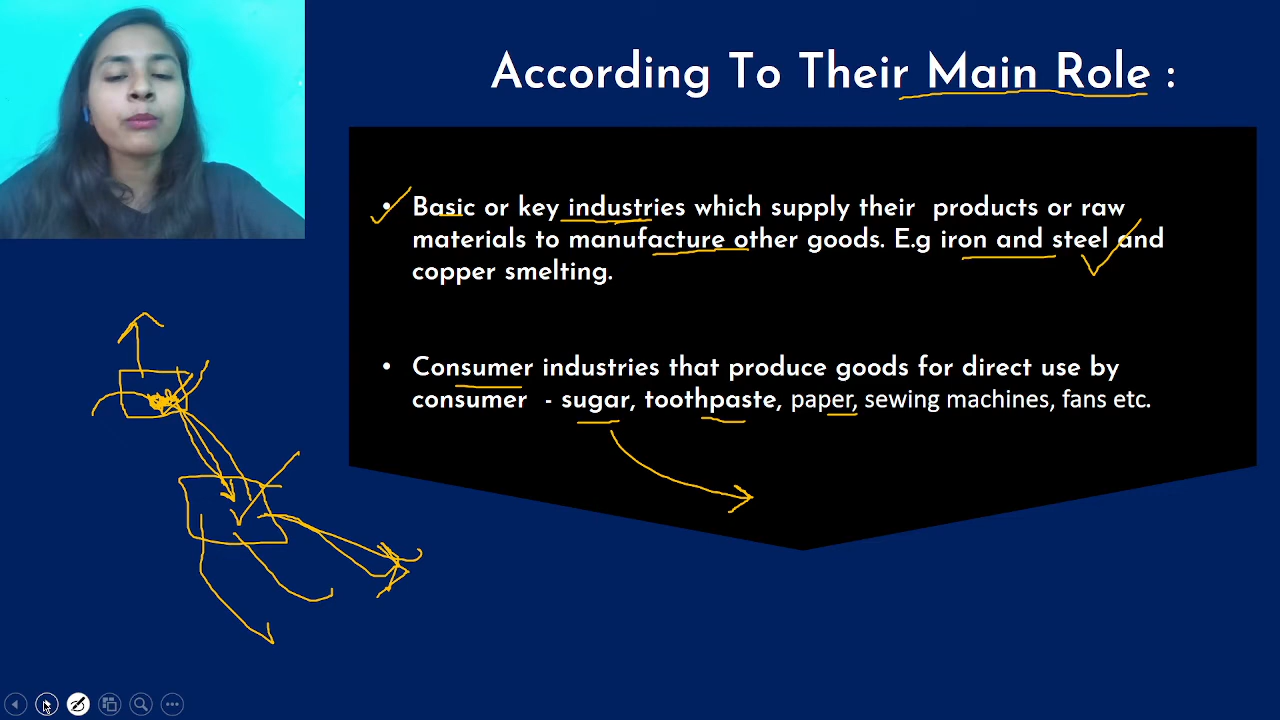 According To Their Main Role :
• Basic or key industries which supply their products or raw
materials to manufacture other goods. E.g iron and steel and
copper smelting.
• Consumer industries that produce goods for direct use by
consumer - sugar, toothpaste, paper, sewing machines, fans etc.